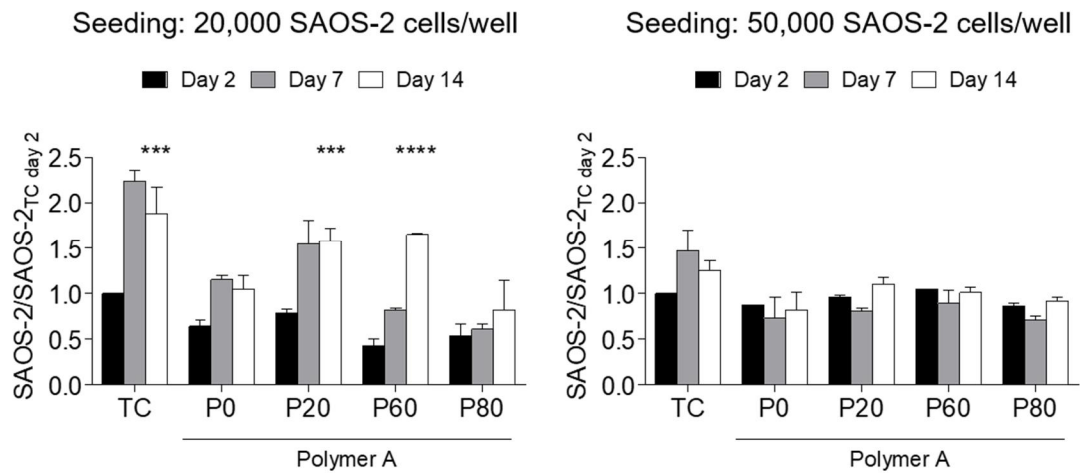 Seeding: 20,000 SAOS-2 cells/well
Day 2 Day 7 Day 14
SAOS-2/SAOS-2TC day 2
*** *** ****
2.5
2.0
1.5
1.0
0.5
0.0
TC P0 P20 P60 P80
Polymer A
Seeding: 50,000 SAOS-2 cells/well
Day 2 Day 7 Day 14
SAOS-2/SAOS-2TC day 2
2.5
2.0
1.5
1.0
0.5
0.0
TC P0 P20 P60 P80
Polymer A